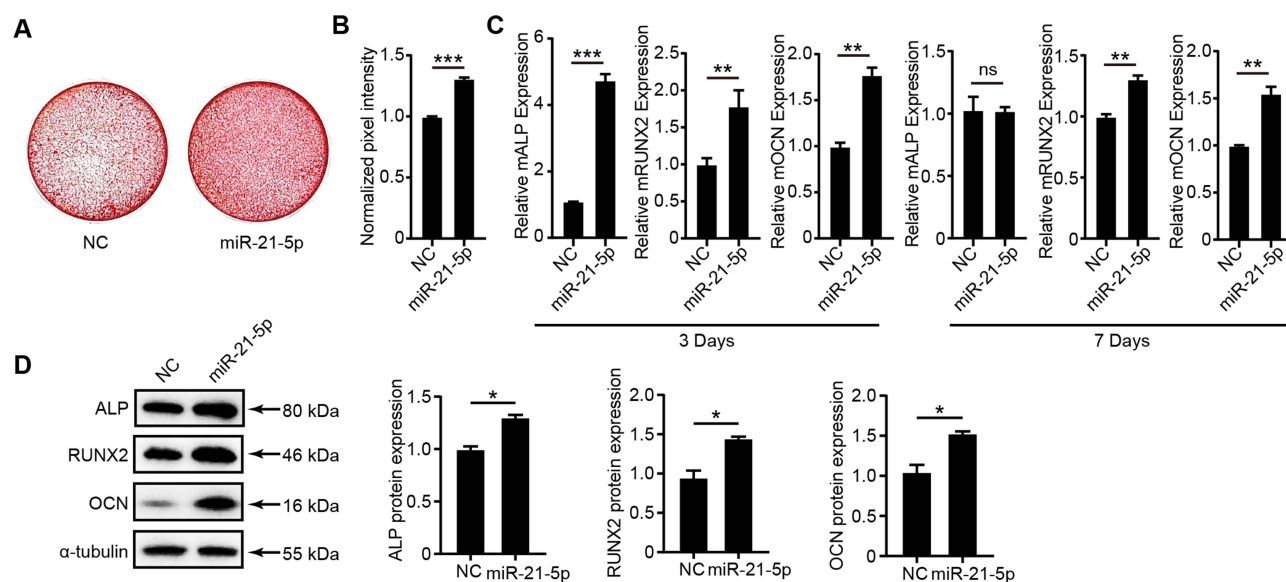 A
NC
miR-21-5p
B
Normalized pixel intensity
1.5
1.0
0.5
0
***
NC
miR-21-5p
C
Relative mALP Expression
6
4
2
0
***
NC
miR-21-5p
Relative mRUNX2 Expression
2.5
2.0
1.5
1.0
0.5
0
**
NC
miR-21-5p
Relative mOCN Expression
2.0
1.5
1.0
0.5
0
**
NC
miR-21-5p
3 Days
Relative mALP Expression
1.5
1.0
0.5
0
ns
NC
miR-21-5p
Relative mRUNX2 Expression
1.5
1.0
0.5
0
**
NC
miR-21-5p
Relative mOCN Expression
2.0
1.5
1.0
0.5
0
**
NC
miR-21-5p
7 Days
D
NC
miR-21-5p
ALP
80 kDa
RUNX2
46 kDa
OCN
16 kDa
α-tubulin
55 kDa
ALP protein expression
1.5
1.0
0.5
0
*
NC miR-21-5p
RUNX2 protein expression
2.0
1.5
1.0
0.5
0
*
NC miR-21-5p
OCN protein expression
2.0
1.5
1.0
0.5
0
*
NC miR-21-5p